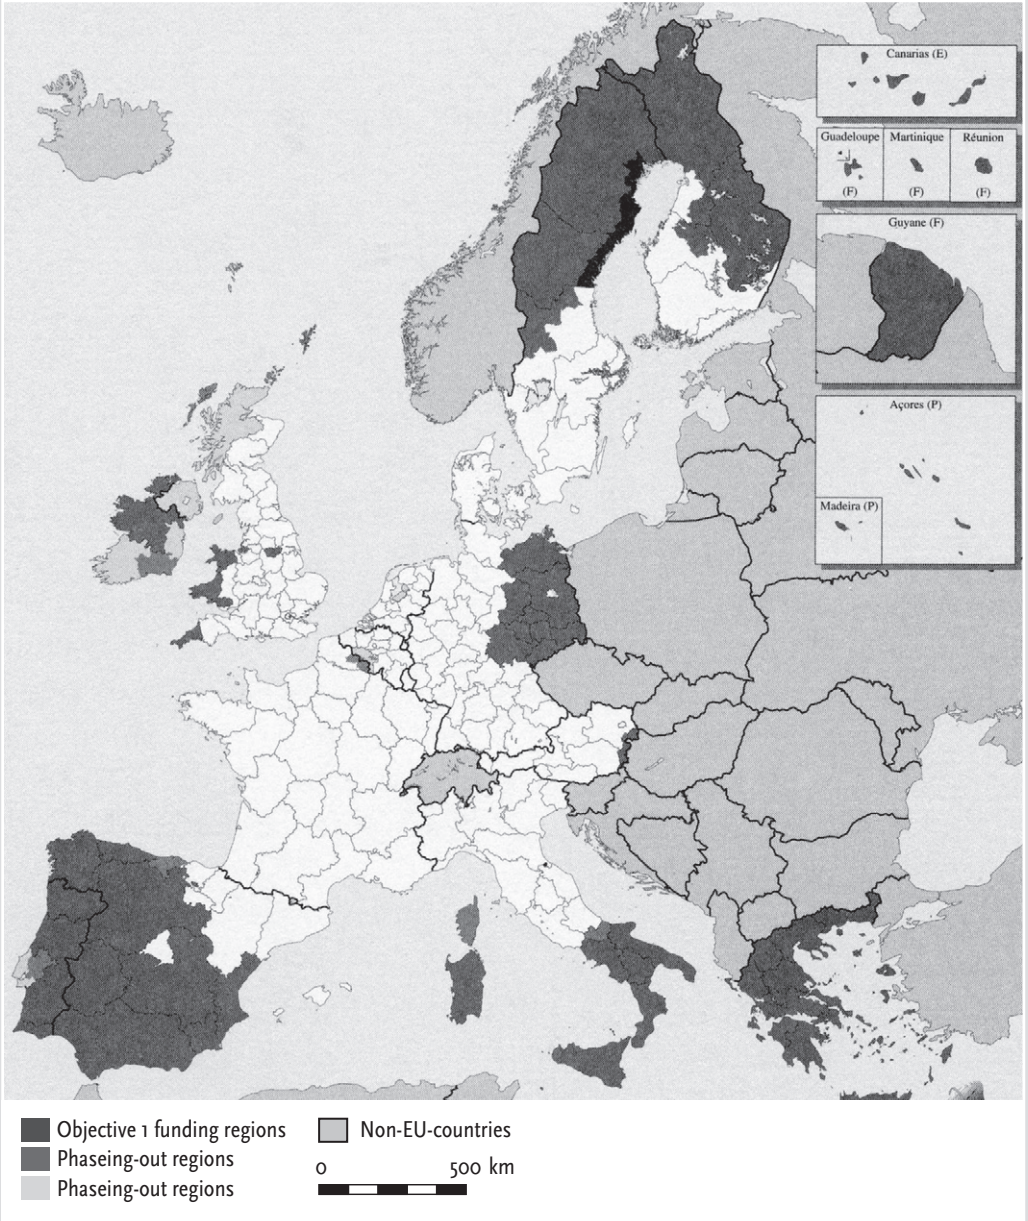 Canarias (E)
Guadeloupe
Martinique
Réunion
(F)
(F)
(F)
Guyane (F)
Açores (P)
Madeira (P)
Objective 1 funding regions
Non-EU-countries
Phaseing-out regions
0
500 km
Phaseing-out regions